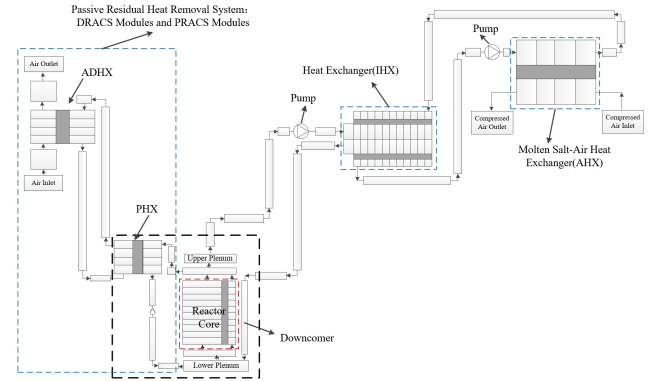 Passive Residual Heat Removal System:
DRACS Modules and PRACS Modules
Air Outlet
ADHX
Air Inlet
PHX
Upper Plenum
Reactor
Core
Lower Plenum
Downcomer
Pump
Heat Exchanger(IHX)
Pump
Compressed
Air Outlet
Compressed
Air Inlet
Molten Salt-Air Heat
Exchanger(AHX)